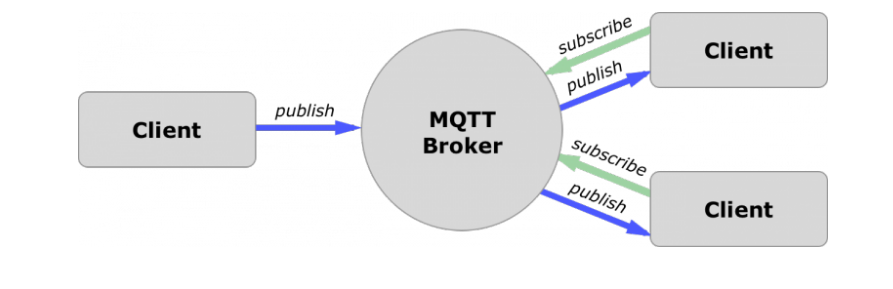 subscribe
Client
publish
Client
publish
MQTT
Broker
subscribe
publish
Client